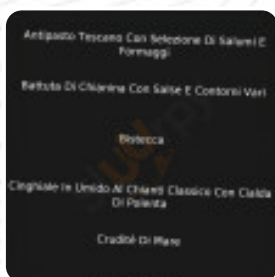 Antipasto Toscano Con Selezione Di Salumi E
Formaggi
Battuta Di Chianina Con Salse E Contorni Vari
Bistecca
Cinghiale In Umido Al Chianti Classico Con Cialda
Di Polenta
Crudité Di Mare